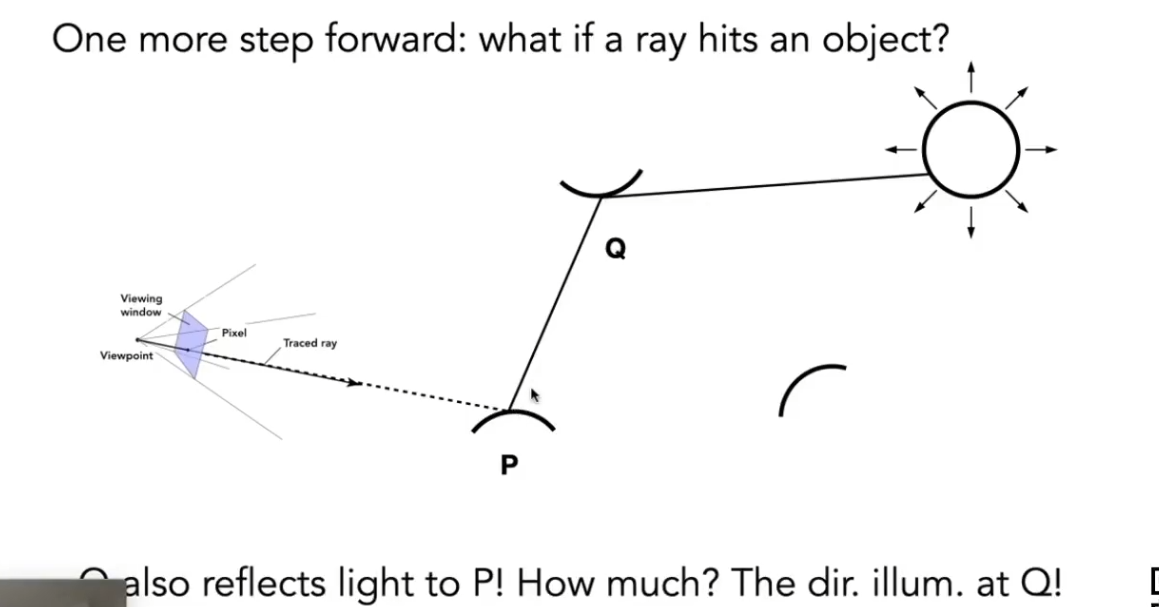 One more step forward: what if a ray hits an object?
Q
Viewing
window
Pixel
Traced ray
Viewpoint
P
also reflects light to P! How much? The dir. illum. at Q!